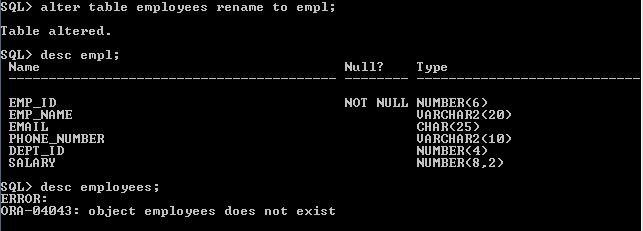 SQL> alter table employees rename to empl;
Table altered.
SQL> desc empl;
Name Null? Type
----------------------------------------- -------- ----------------------------
EMP_ID NOT NULL NUMBER(6)
EMP_NAME VARCHAR2(20)
EMAIL CHAR(25)
PHONE_NUMBER VARCHAR2(10)
DEPT_ID NUMBER(4)
SALARY NUMBER(8,2)
SQL> desc employees;
ERROR:
ORA-04043: object employees does not exist